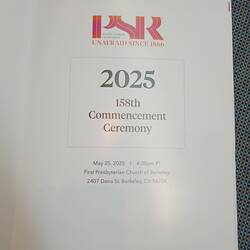 PSR
UNAFRAID SINCE 1866
2025
158th
Commencement
Ceremony
May 25, 2025 | 4:00pm PT
First Presbyterian Church of Berkeley
2407 Dana St. Berkeley, CA 94704